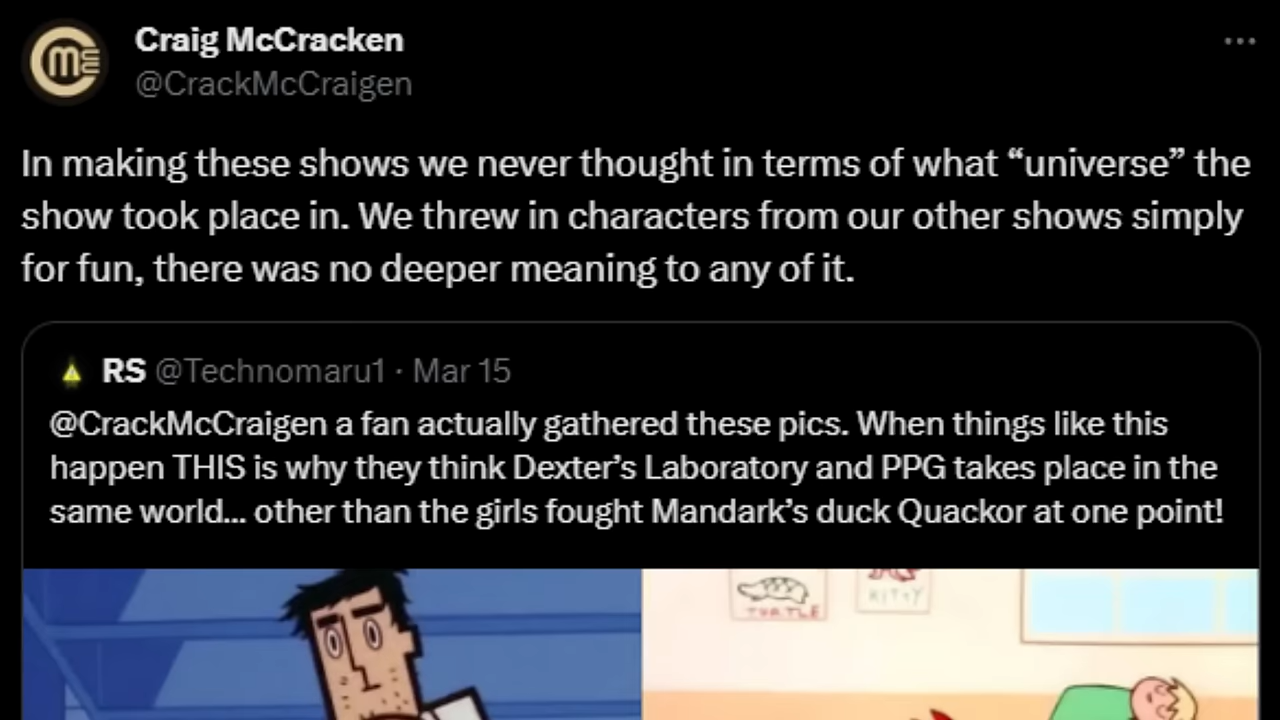 Craig McCracken
@CrackMcCraigen
In making these shows we never thought in terms of what “universe” the
show took place in. We threw in characters from our other shows simply
for fun, there was no deeper meaning to any of it.
RS @Technomaru1 · Mar 15
@CrackMcCraigen a fan actually gathered these pics. When things like this
happen THIS is why they think Dexter’s Laboratory and PPG takes place in the
same world... other than the girls fought Mandark’s duck Quackor at one point!
TURTLE
KITTY